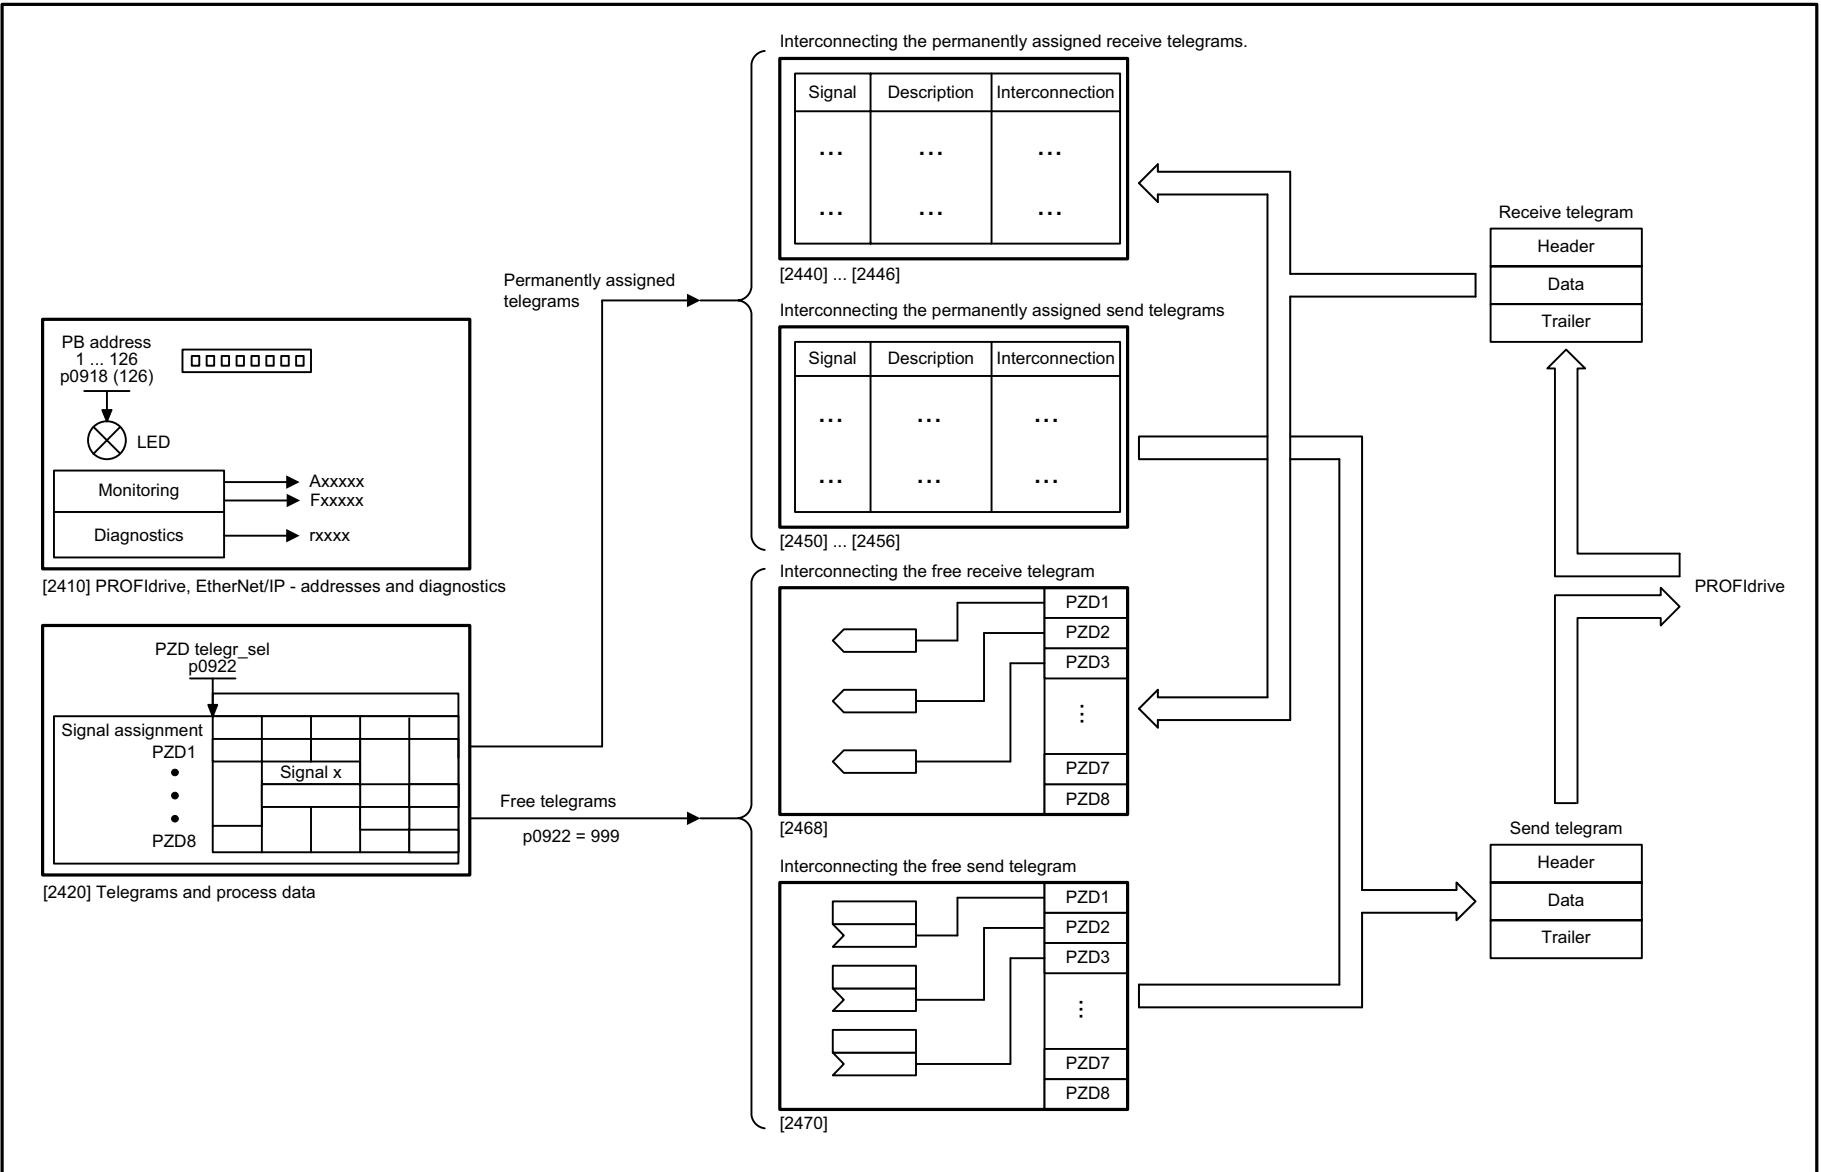 PB address
1 ... 126
p0918 (126)
LED
Monitoring
Diagnostics
Axxxxx
Fxxxxx
rxxxx
[2410] PROFIdrive, EtherNet/IP - addresses and diagnostics
PZD telegr_sel
p0922
Signal assignment
PZD1
PZD8
Signal x
[2420] Telegrams and process data
Permanently assigned
telegrams
Free telegrams
p0922 = 999
Interconnecting the permanently assigned receive telegrams.
Signal Description Interconnection
... ... ...
... ... ...
[2440] ... [2446]
Interconnecting the permanently assigned send telegrams
Signal Description Interconnection
... ... ...
... ... ...
[2450] ... [2456]
Interconnecting the free receive telegram
PZD1
PZD2
PZD3
⋮
PZD7
PZD8
[2468]
Interconnecting the free send telegram
PZD1
PZD2
PZD3
⋮
PZD7
PZD8
[2470]
Receive telegram
Header
Data
Trailer
PROFIdrive
Send telegram
Header
Data
Trailer